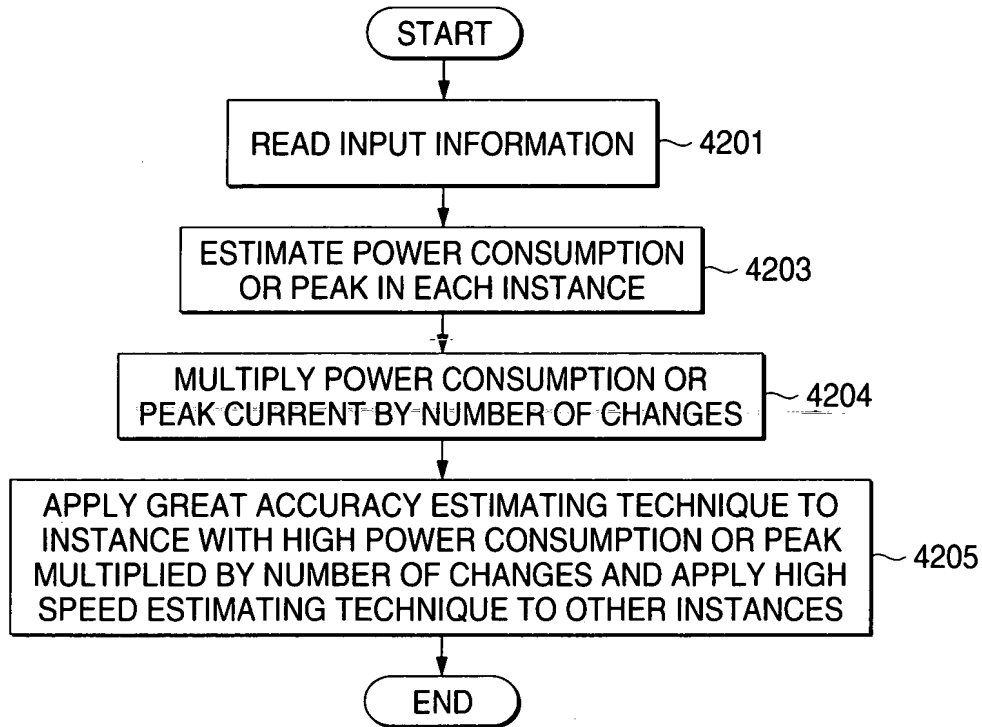 START
READ INPUT INFORMATION
4201
ESTIMATE POWER CONSUMPTION
OR PEAK IN EACH INSTANCE
4203
MULTIPLY POWER CONSUMPTION OR
PEAK CURRENT BY NUMBER OF CHANGES
4204
APPLY GREAT ACCURACY ESTIMATING TECHNIQUE TO
INSTANCE WITH HIGH POWER CONSUMPTION OR PEAK
MULTIPLIED BY NUMBER OF CHANGES AND APPLY HIGH
SPEED ESTIMATING TECHNIQUE TO OTHER INSTANCES
4205
END